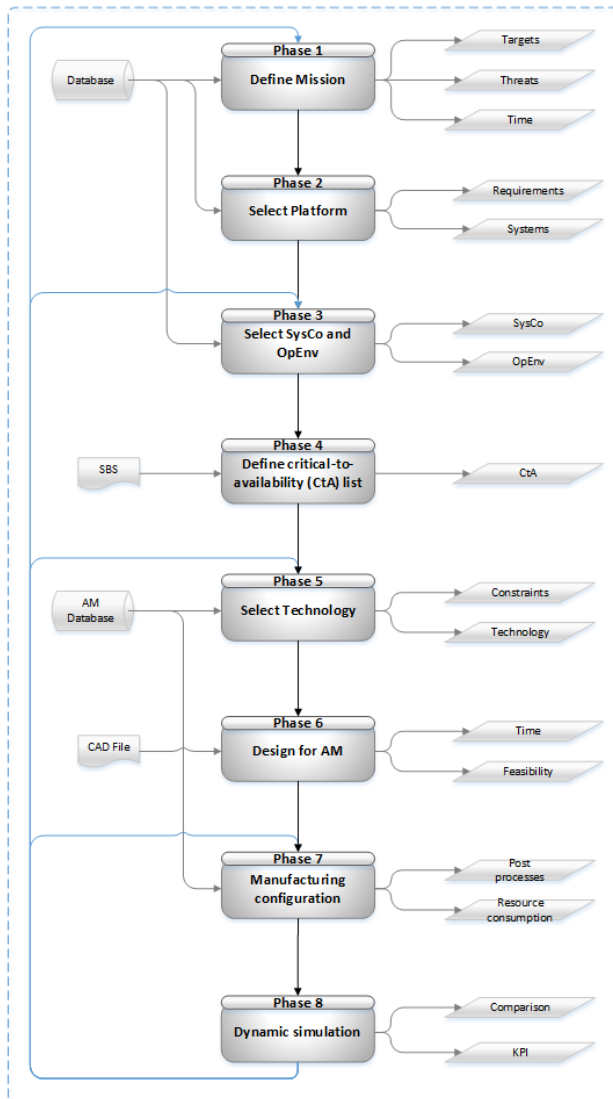 Phase 1
Define Mission
Database
Targets
Threats
Time
Phase 2
Select Platform
Requirements
Systems
Phase 3
Select SysCo and
OpEnv
SysCo
OpEnv
Phase 4
Define critical-to-
availability (CtA) list
SBS
CtA
Phase 5
Select Technology
AM
Database
Constraints
Technology
Phase 6
Design for AM
CAD File
Time
Feasibility
Phase 7
Manufacturing
configuration
Post
processes
Resource
consumption
Phase 8
Dynamic simulation
Comparison
KPI